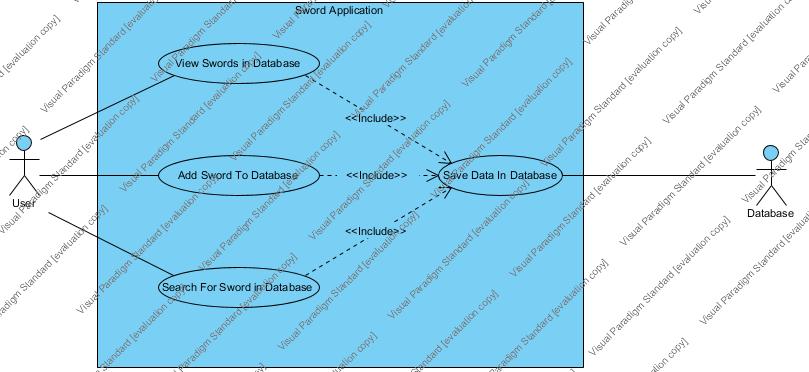 Sword Application
View Swords in Database
<<Include>>
Add Sword To Database
<<Include>>
Save Data In Database
User
Database
<<Include>>
Search For Sword in Database
Visual Paradigm Standard [evaluation copy]